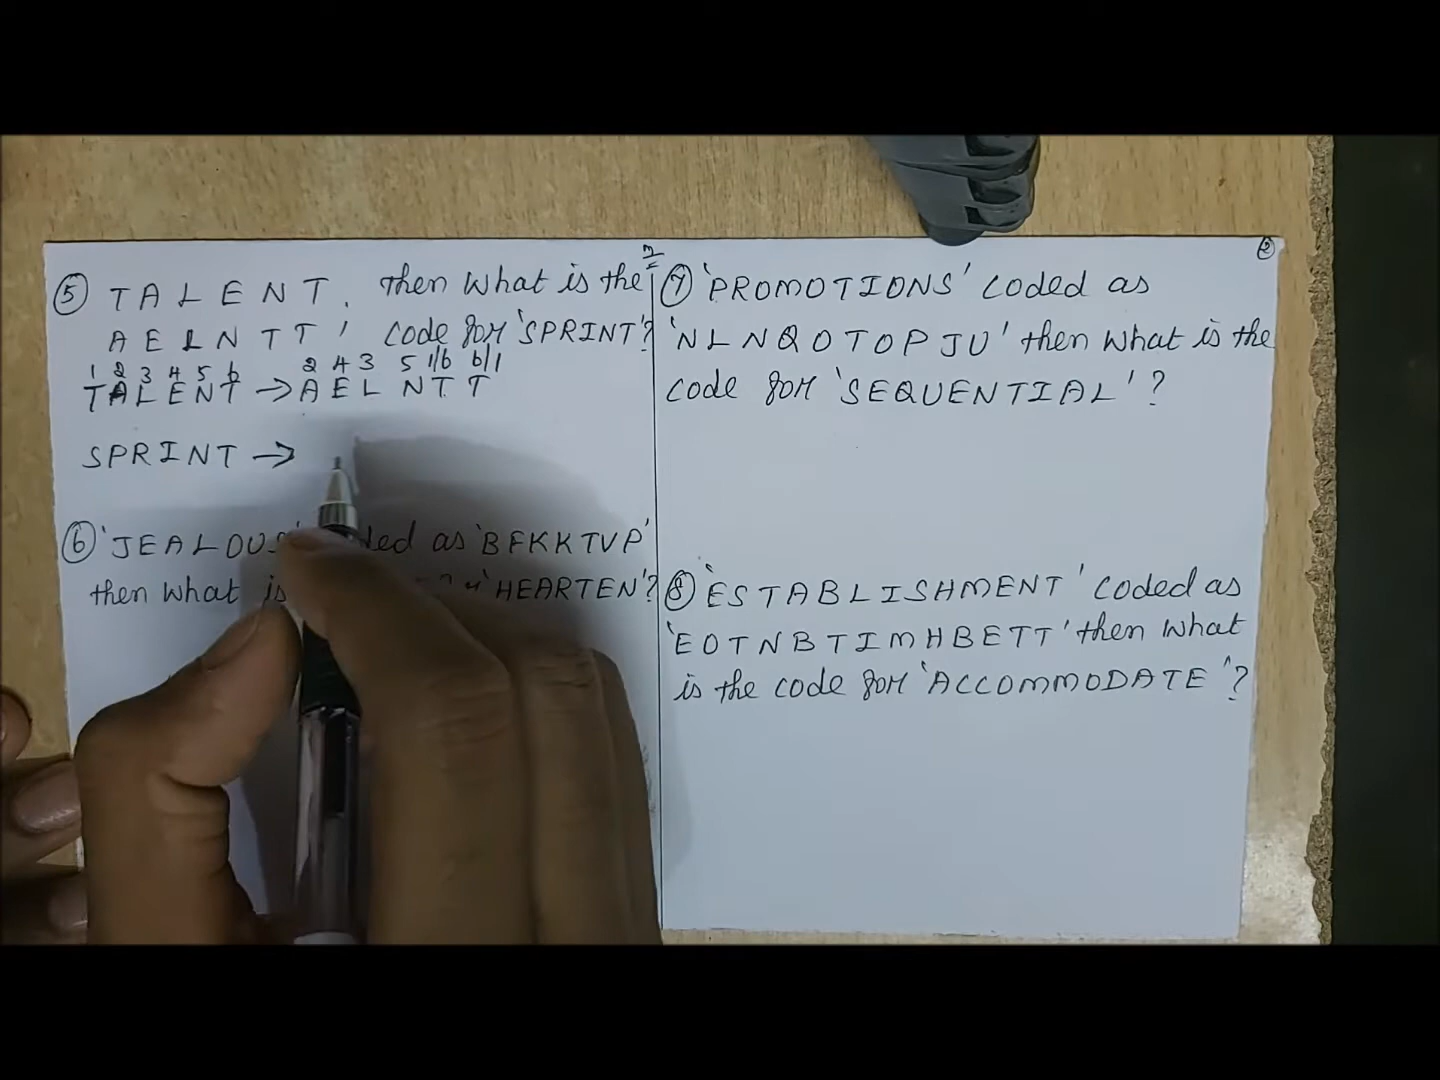 ⑤ TALENT, then what is the
AELNTT' code for 'SPRINT'?
1 2 3 4 5 6 2 4 3 5 1/6 6/1
TALENT → AELNTT
SPRINT →
⑥ 'JEALOUS' as 'BFKKTVP'
then what is 'HEARTEN'?
②
⑦ 'PROMOTIONS' coded as
'NLNQOTOPJU' then what is the
code for 'SEQUENTIAL'?
⑧ 'ESTABLISHMENT' coded as
'EOTNBTIMHBETT' then what
is the code for 'ACCOMMODATE'?